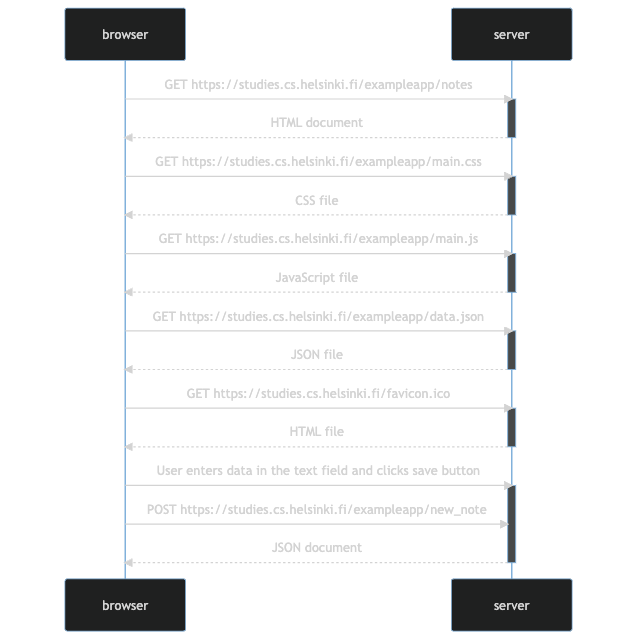 browser server
GET https://studies.cs.helsinki.fi/exampleapp/notes
HTML document
GET https://studies.cs.helsinki.fi/exampleapp/main.css
CSS file
GET https://studies.cs.helsinki.fi/exampleapp/main.js
JavaScript file
GET https://studies.cs.helsinki.fi/exampleapp/data.json
JSON file
GET https://studies.cs.helsinki.fi/favicon.ico
HTML file
User enters data in the text field and clicks save button
POST https://studies.cs.helsinki.fi/exampleapp/new_note
JSON document
browser server